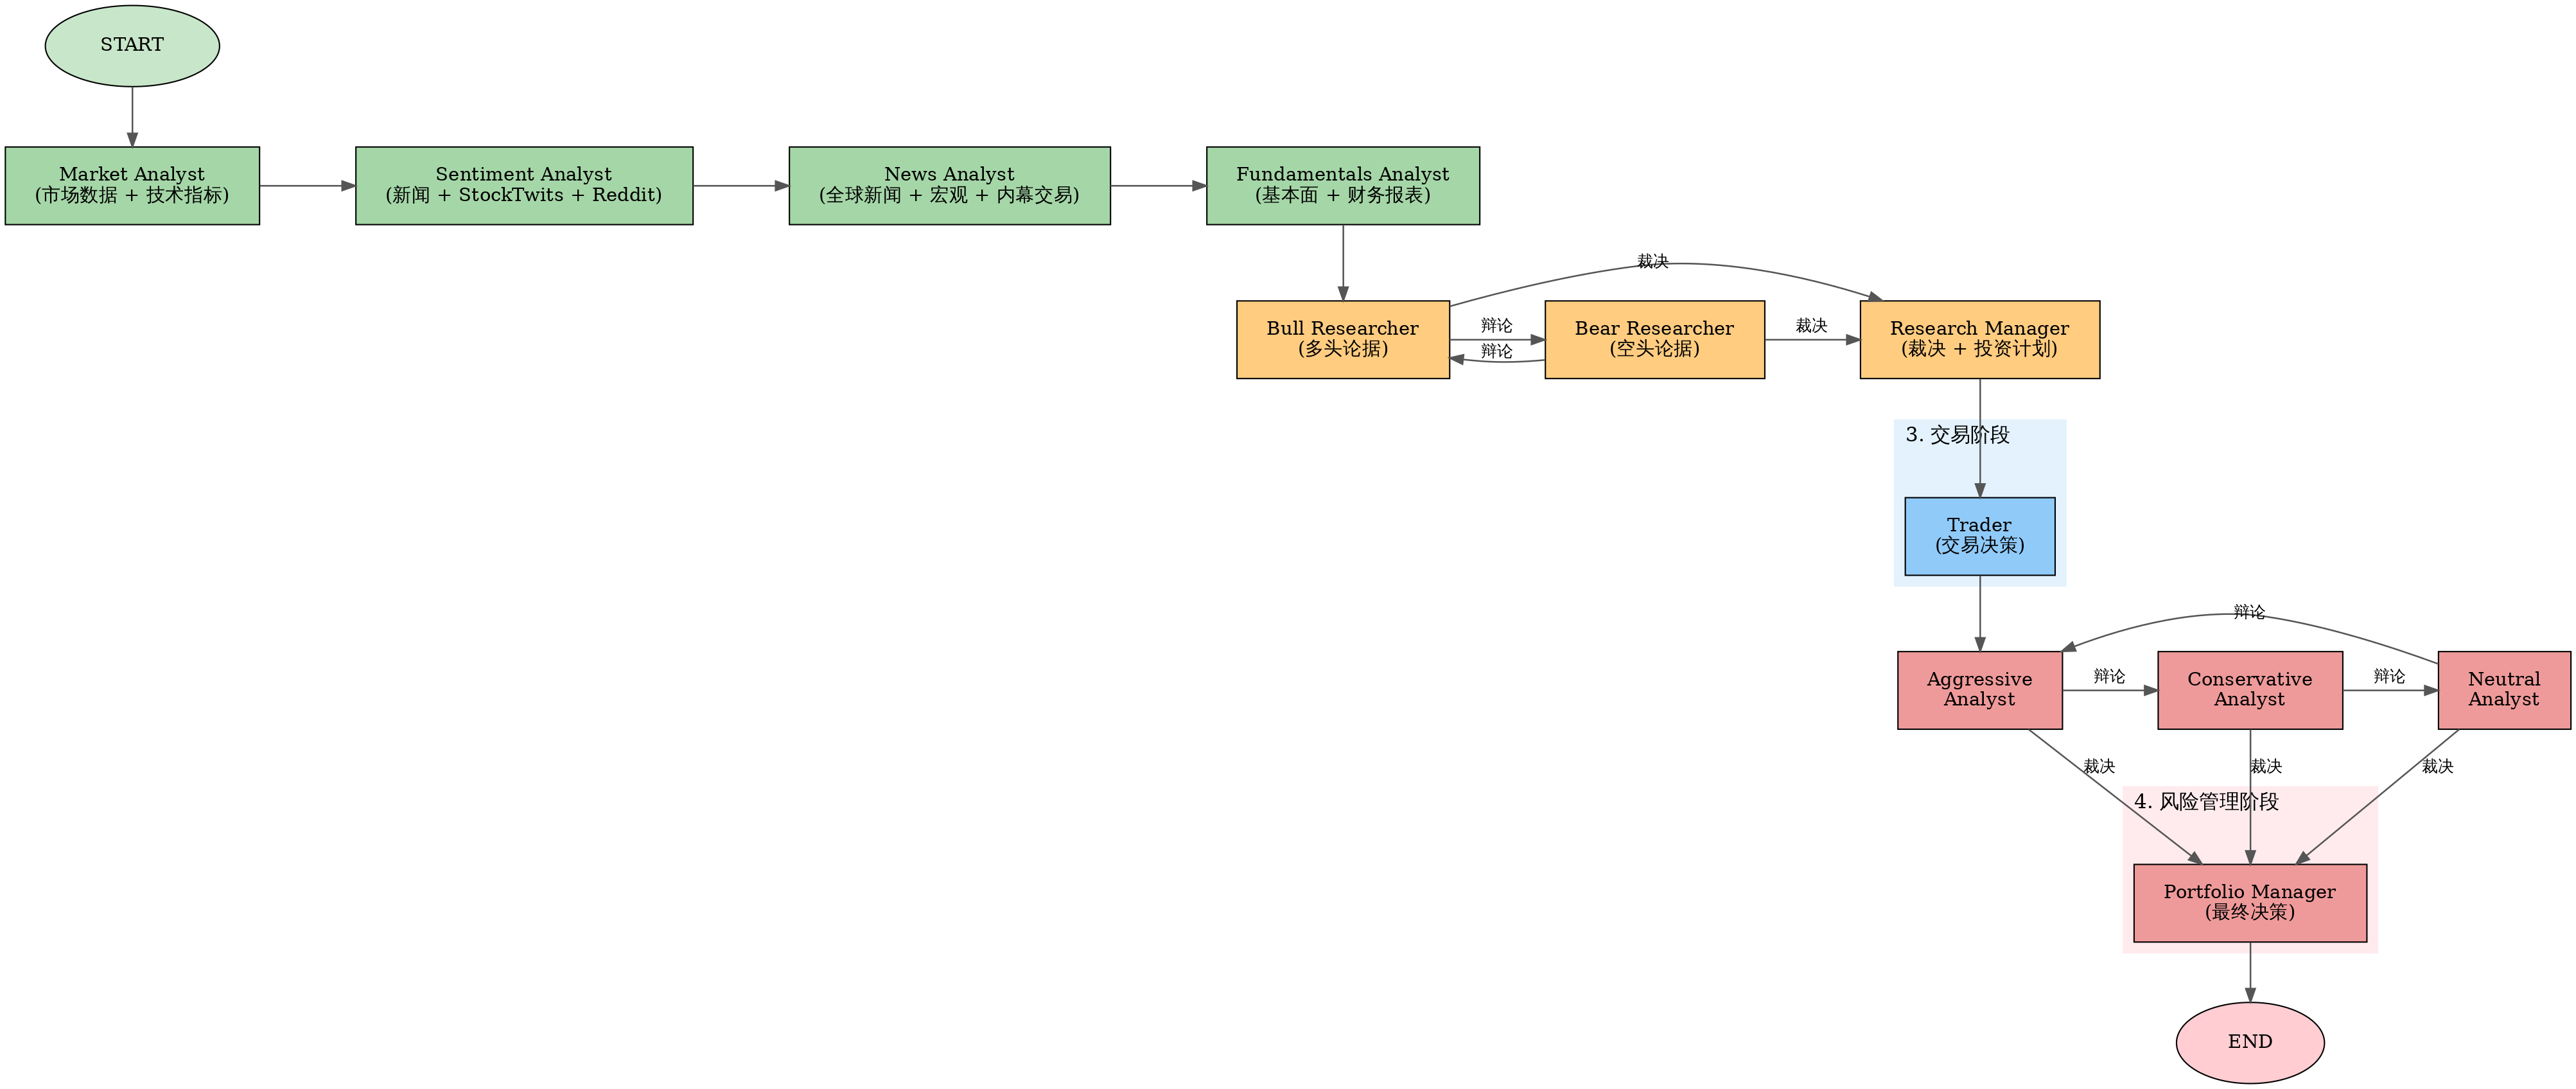 START
Market Analyst
(市场数据 + 技术指标)
Sentiment Analyst
(新闻 + StockTwits + Reddit)
News Analyst
(全球新闻 + 宏观 + 内幕交易)
Fundamentals Analyst
(基本面 + 财务报表)
裁决
Bull Researcher
(多头论据)
辩论
辩论
Bear Researcher
(空头论据)
裁决
Research Manager
(裁决 + 投资计划)
3. 交易阶段
Trader
(交易决策)
辩论
Aggressive
Analyst
辩论
Conservative
Analyst
辩论
Neutral
Analyst
裁决
裁决
裁决
4. 风险管理阶段
Portfolio Manager
(最终决策)
END